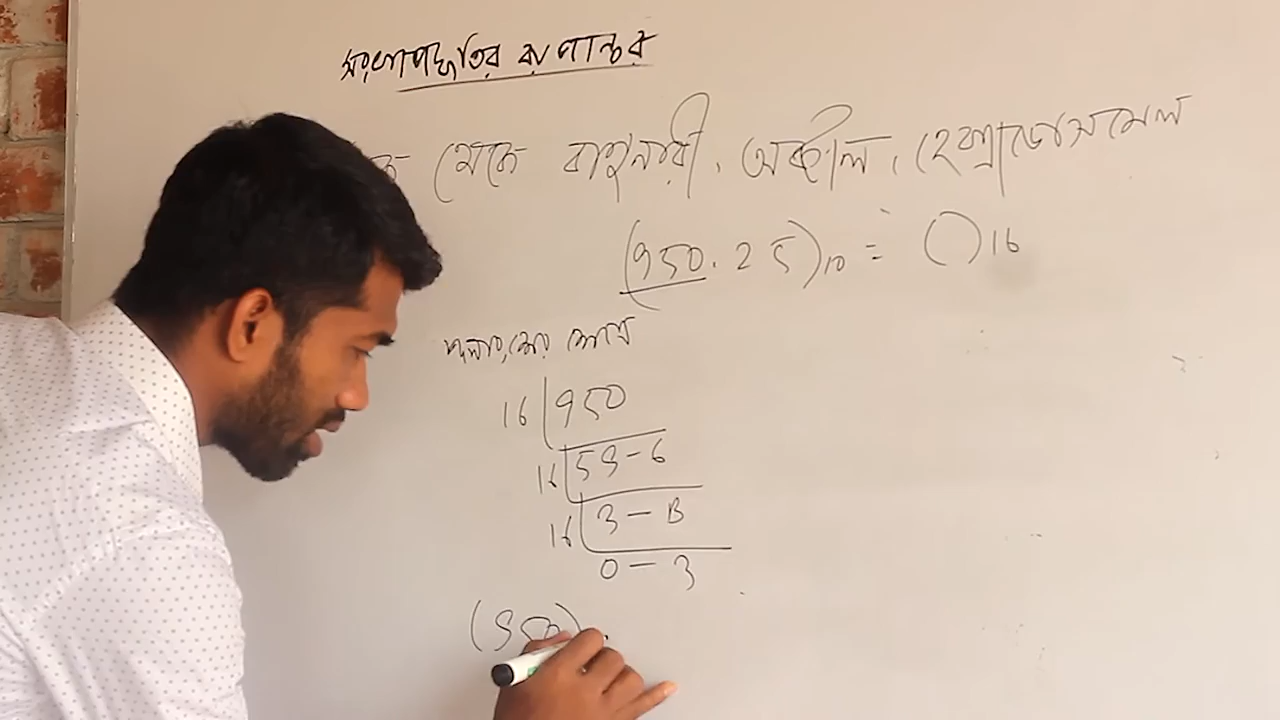 সংখ্যাপদ্ধতির রূপান্তর
থেকে বাইনারী, অক্টাল, হেক্সাডেসিমেল
(950.25)10 = ( )16
পূর্ণাংশের ক্ষেত্রে
16 950
16 59-6
16 3-B
0-3
(950)